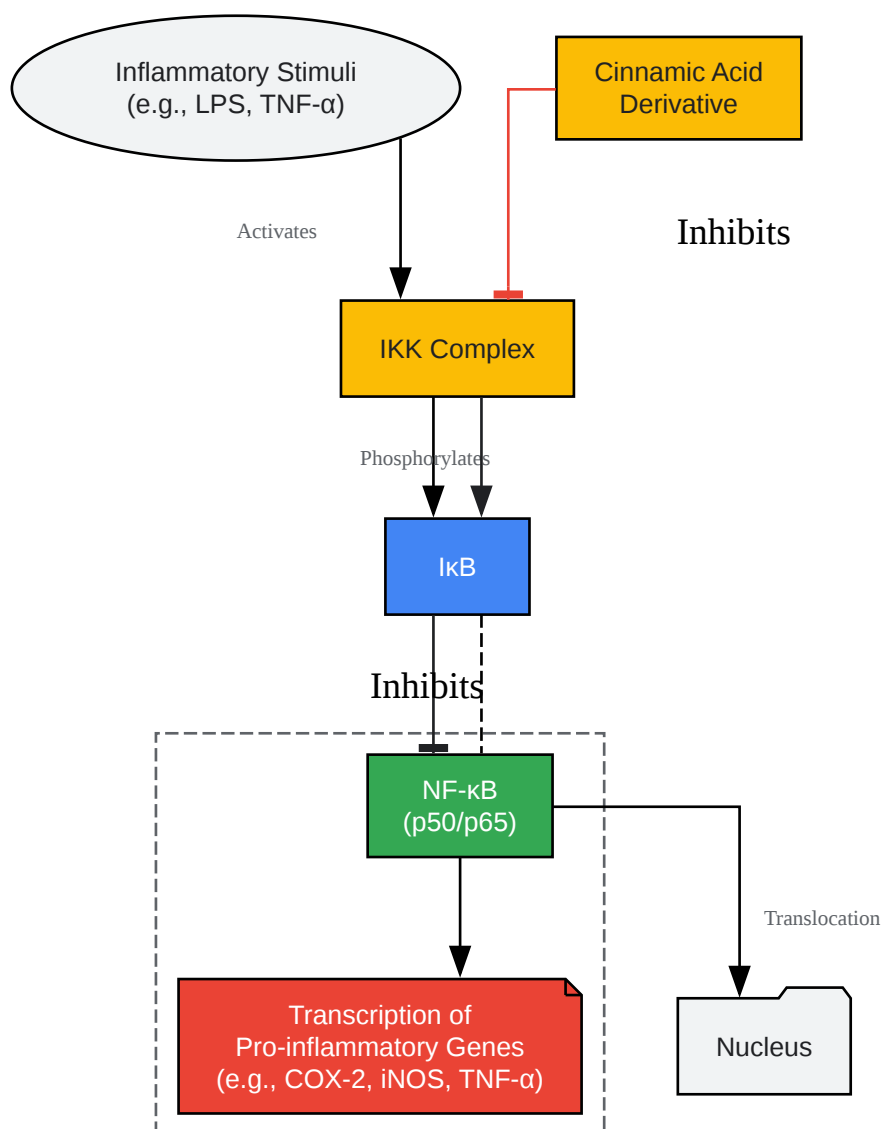 Inflammatory Stimuli
(e.g., LPS, TNF-α)
Cinnamic Acid
Derivative
Activates
Inhibits
IKK Complex
Phosphorylates
IκB
Inhibits
NF-κB
(p50/p65)
Translocation
Transcription of
Pro-inflammatory Genes
(e.g., COX-2, iNOS, TNF-α)
Nucleus